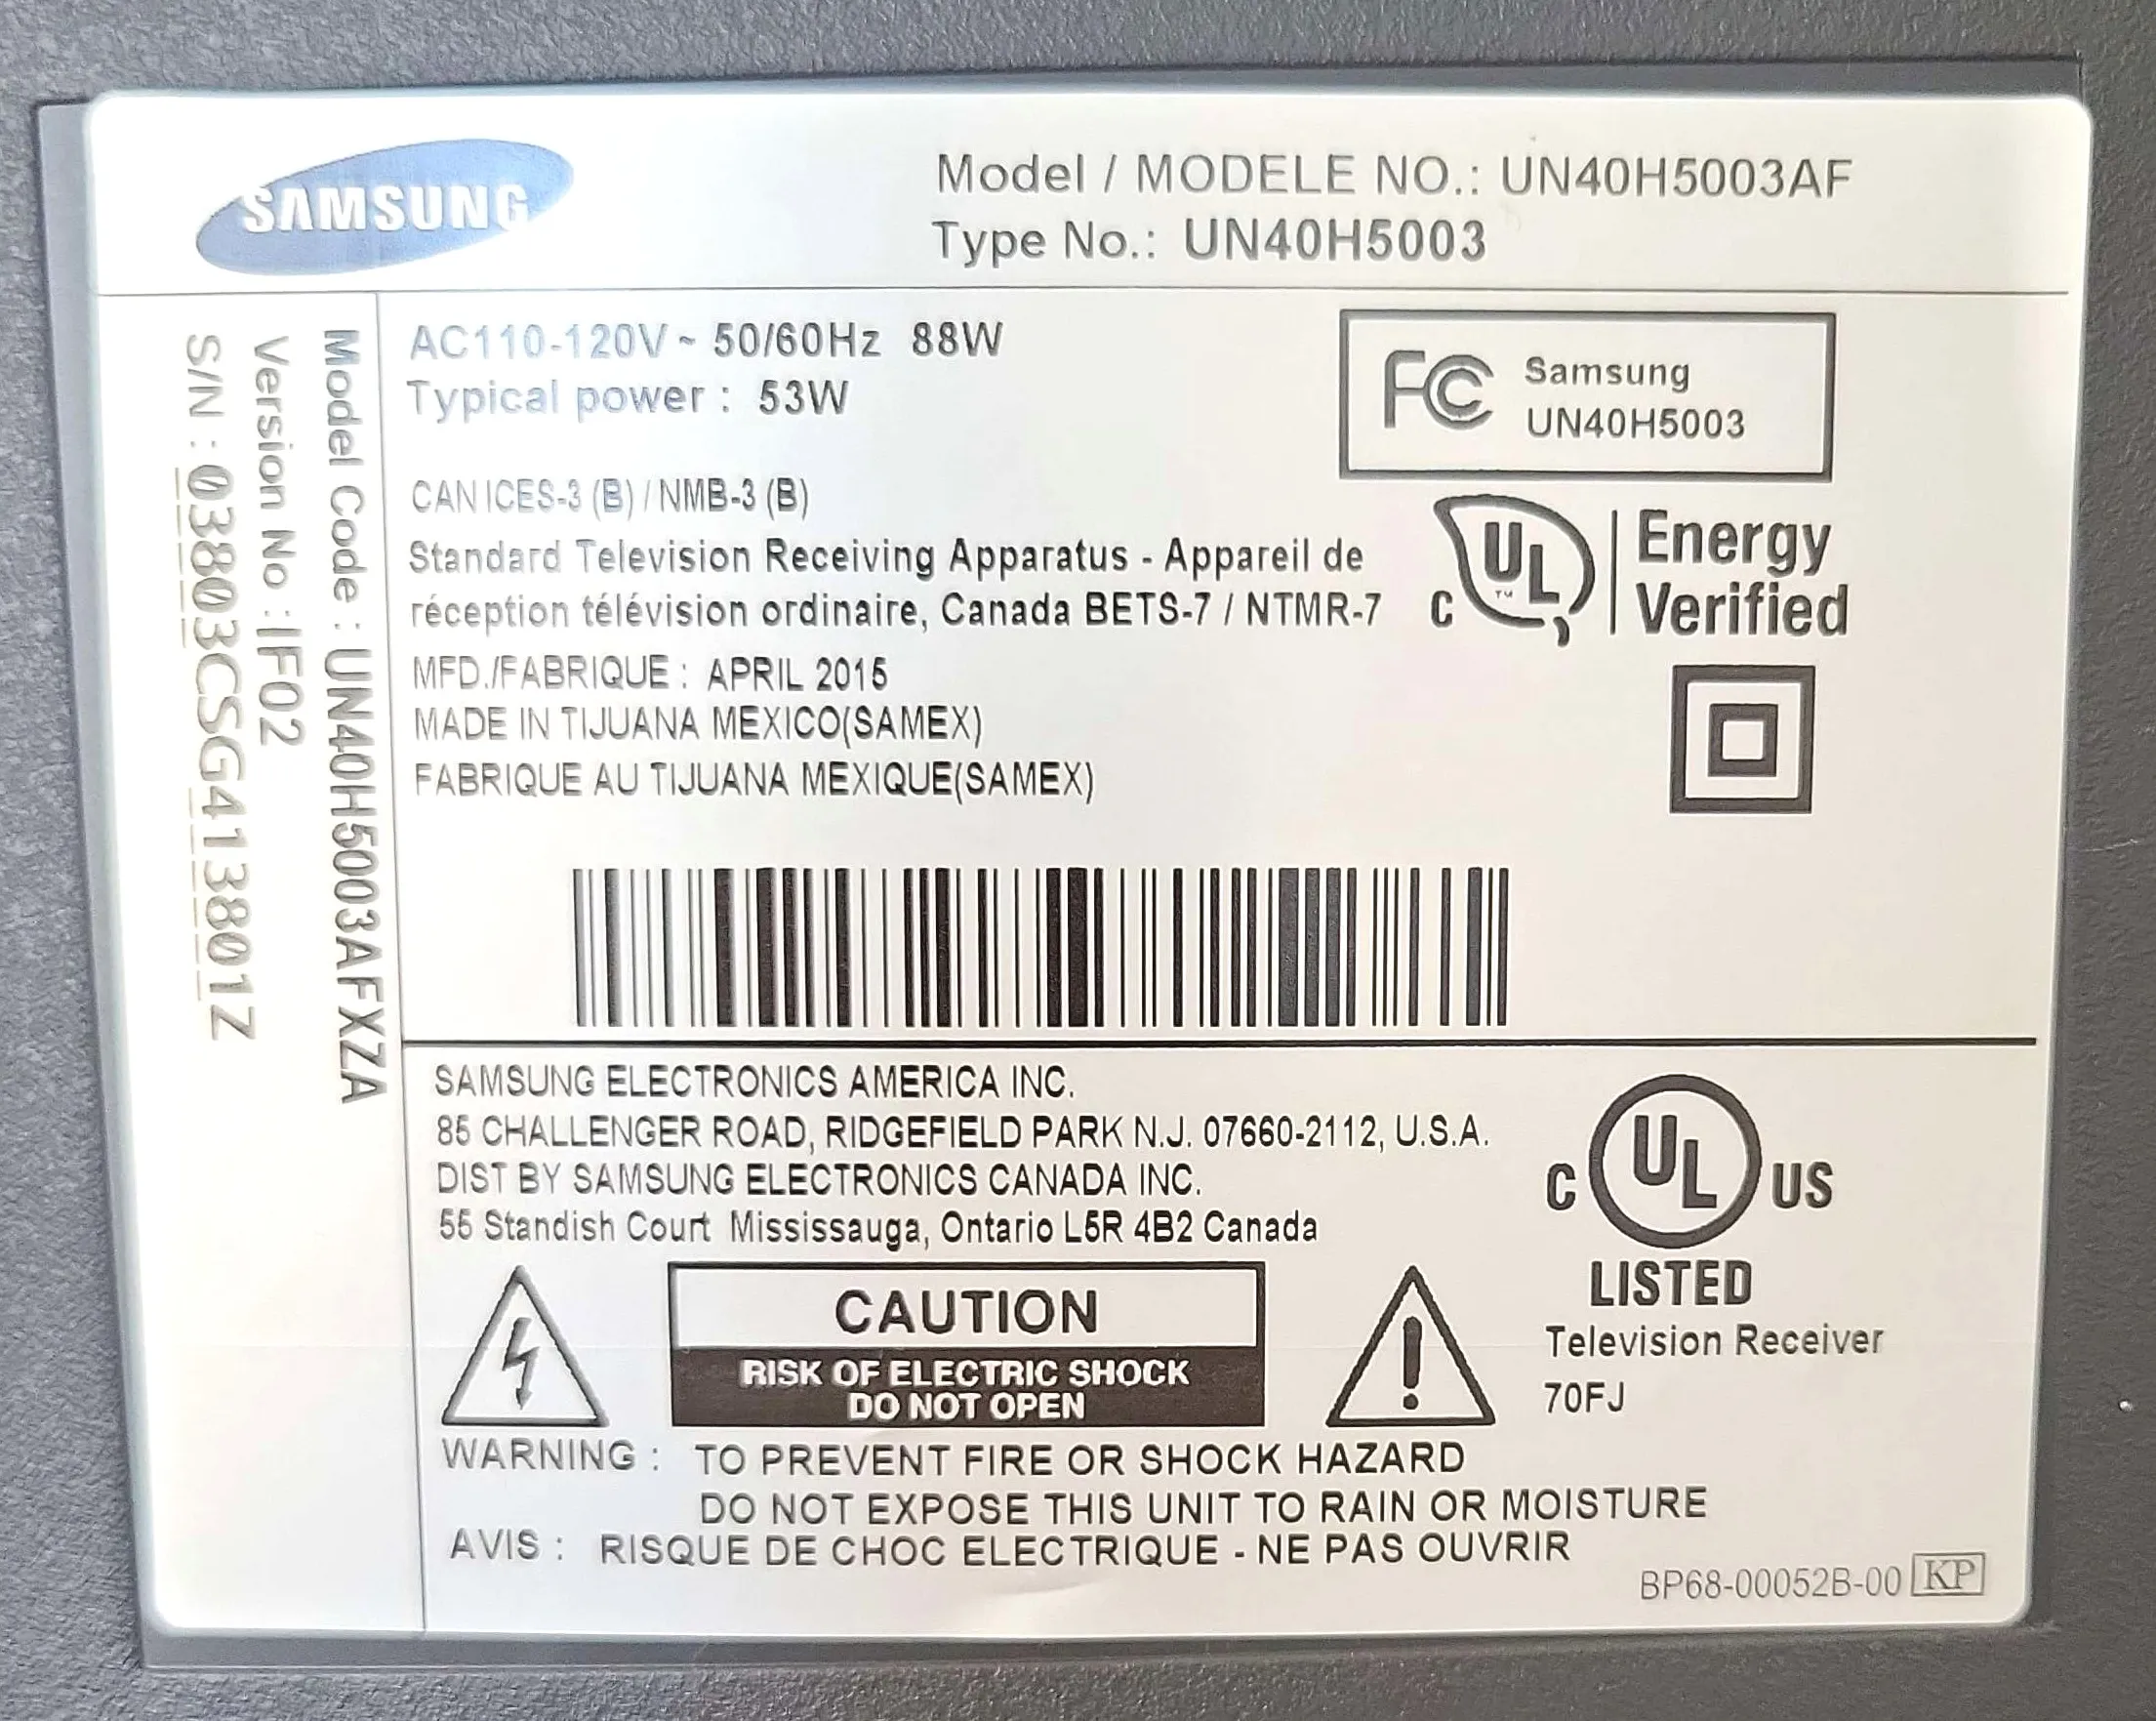 SAMSUNG
Model / MODELE NO.: UN40H5003AF
Type No.: UN40H5003
Model Code : UN40H5003AFXZA
Version No : IF02
S/N : 03803CSG413801Z
AC110-120V ~ 50/60Hz 88W
Typical power : 53W
FC Samsung
UN40H5003
CAN ICES-3 (B) / NMB-3 (B)
Standard Television Receiving Apparatus - Appareil de
réception télévision ordinaire, Canada BETS-7 / NTMR-7
C UL ™ Energy
Verified
MFD./FABRIQUE : APRIL 2015
MADE IN TIJUANA MEXICO(SAMEX)
FABRIQUE AU TIJUANA MEXIQUE(SAMEX)
SAMSUNG ELECTRONICS AMERICA INC.
85 CHALLENGER ROAD, RIDGEFIELD PARK N.J. 07660-2112, U.S.A.
DIST BY SAMSUNG ELECTRONICS CANADA INC.
55 Standish Court Mississauga, Ontario L5R 4B2 Canada
C UL US
LISTED
Television Receiver
70FJ
CAUTION
RISK OF ELECTRIC SHOCK
DO NOT OPEN
WARNING : TO PREVENT FIRE OR SHOCK HAZARD
DO NOT EXPOSE THIS UNIT TO RAIN OR MOISTURE
AVIS : RISQUE DE CHOC ELECTRIQUE - NE PAS OUVRIR
BP68-00052B-00 KP